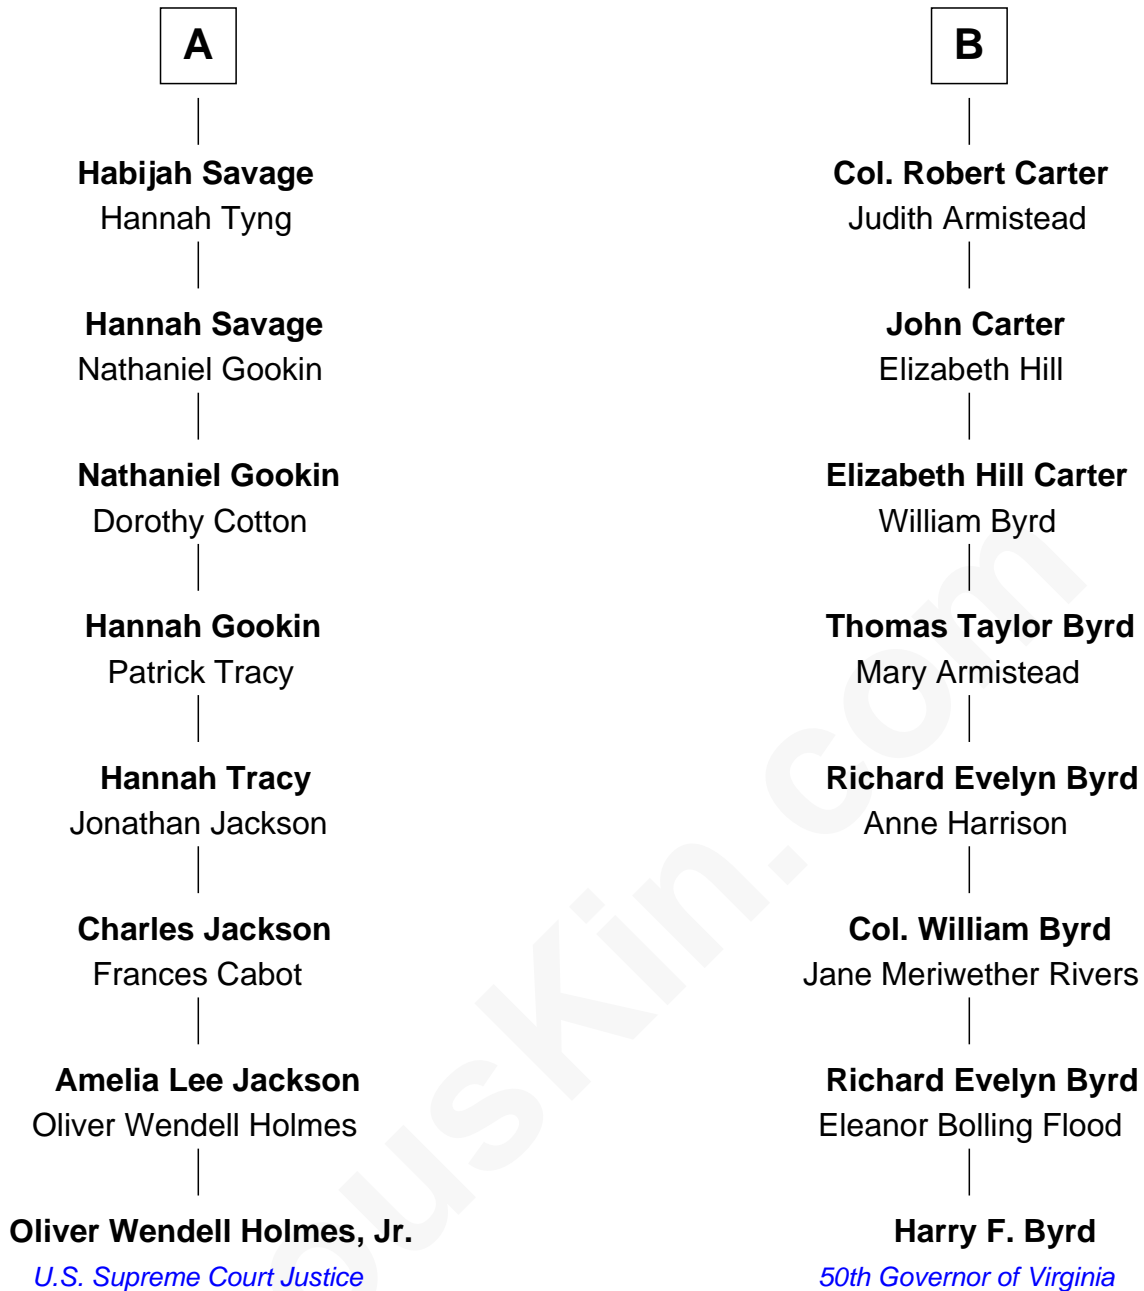 A
Habijah Savage
Hannah Tyng
Hannah Savage
Nathaniel Gookin
Nathaniel Gookin
Dorothy Cotton
Hannah Gookin
Patrick Tracy
Hannah Tracy
Jonathan Jackson
Charles Jackson
Frances Cabot
Amelia Lee Jackson
Oliver Wendell Holmes
Oliver Wendell Holmes, Jr.
U.S. Supreme Court Justice
B
Col. Robert Carter
Judith Armistead
John Carter
Elizabeth Hill
Elizabeth Hill Carter
William Byrd
Thomas Taylor Byrd
Mary Armistead
Richard Evelyn Byrd
Anne Harrison
Col. William Byrd
Jane Meriwether Rivers
Richard Evelyn Byrd
Eleanor Bolling Flood
Harry F. Byrd
50th Governor of Virginia
ousKin.com